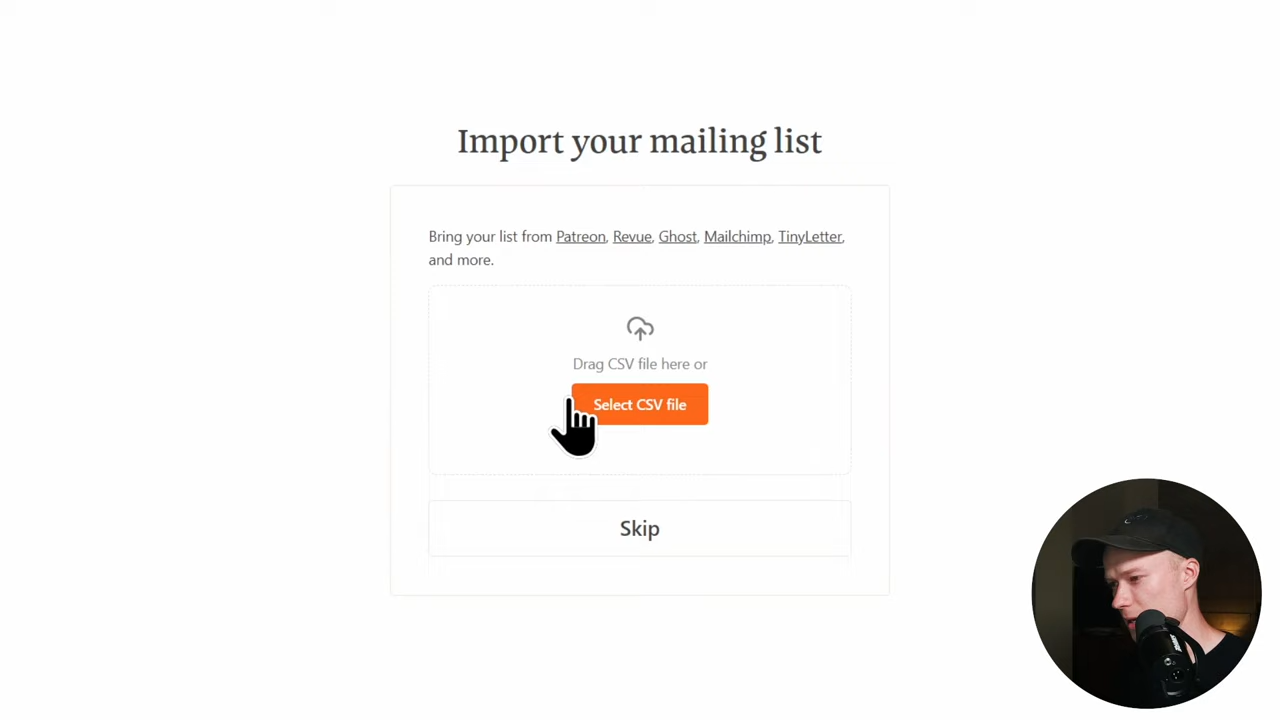 Import your mailing list
Bring your list from Patreon, Revue, Ghost, Mailchimp, TinyLetter,
and more.
Drag CSV file here or
Select CSV file
Skip